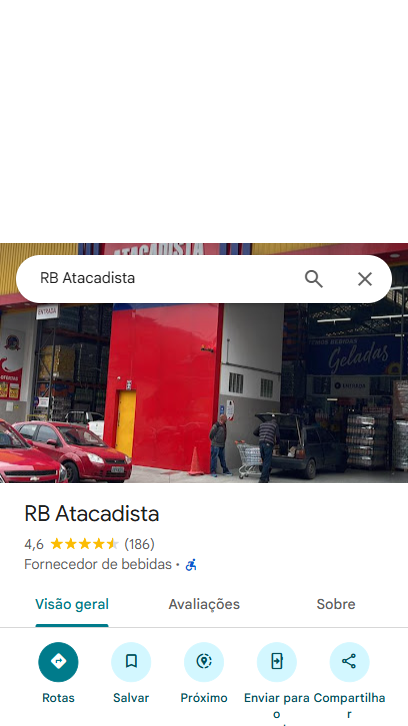 ATACADISTA
RB Atacadista
ENTRADA
Geladas
ENTRADA
RB Atacadista
4,6 (186)
Fornecedor de bebidas ·
Visão geral Avaliações Sobre
Rotas Salvar Próximo Enviar para o Compartilhar